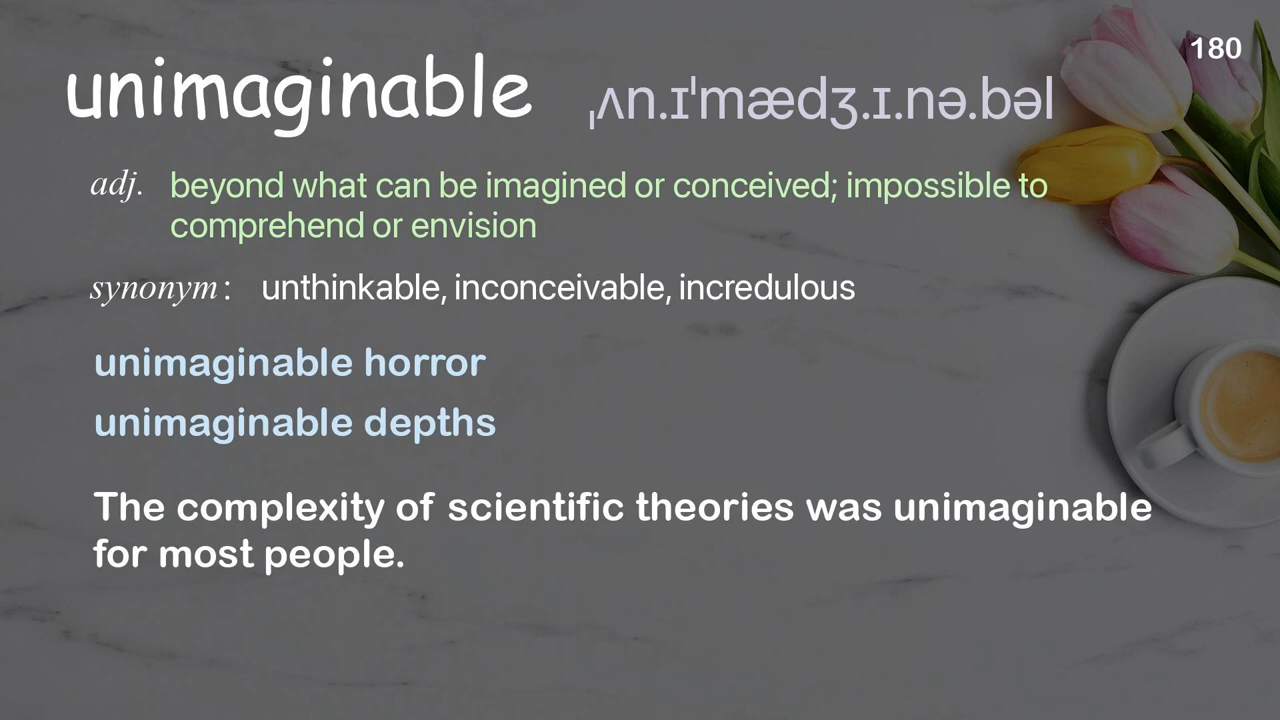 180
unimaginable ˌʌn.ɪˈmædʒ.ɪ.nə.bəl
adj. beyond what can be imagined or conceived; impossible to
comprehend or envision
synonym : unthinkable, inconceivable, incredulous
unimaginable horror
unimaginable depths
The complexity of scientific theories was unimaginable
for most people.